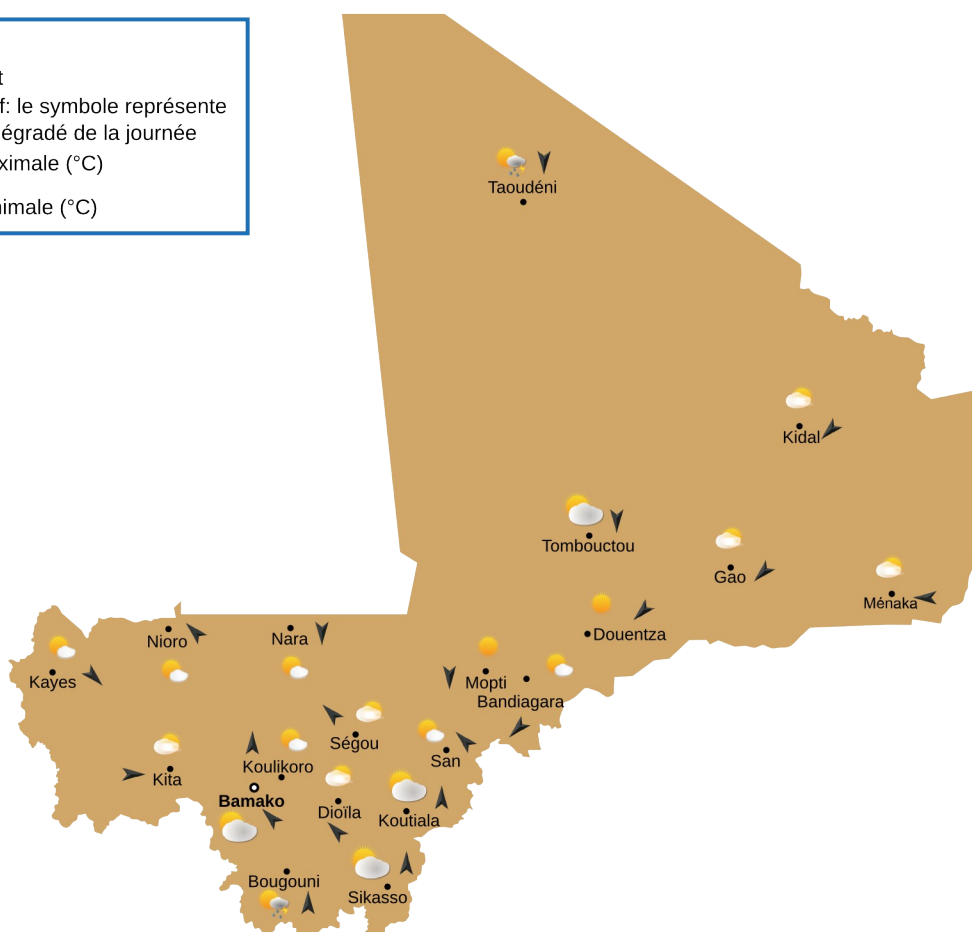 t
f: le symbole représente
égradé de la journée
ximale (°C)
nimale (°C)
Taoudéni
Kidal
Tombouctou
Gao
Ménaka
Nioro
Nara
Douentza
Kayes
Mopti
Bandiagara
Ségou
San
Koulikoro
Kita
Bamako
Dioïla
Koutiala
Bougouni
Sikasso